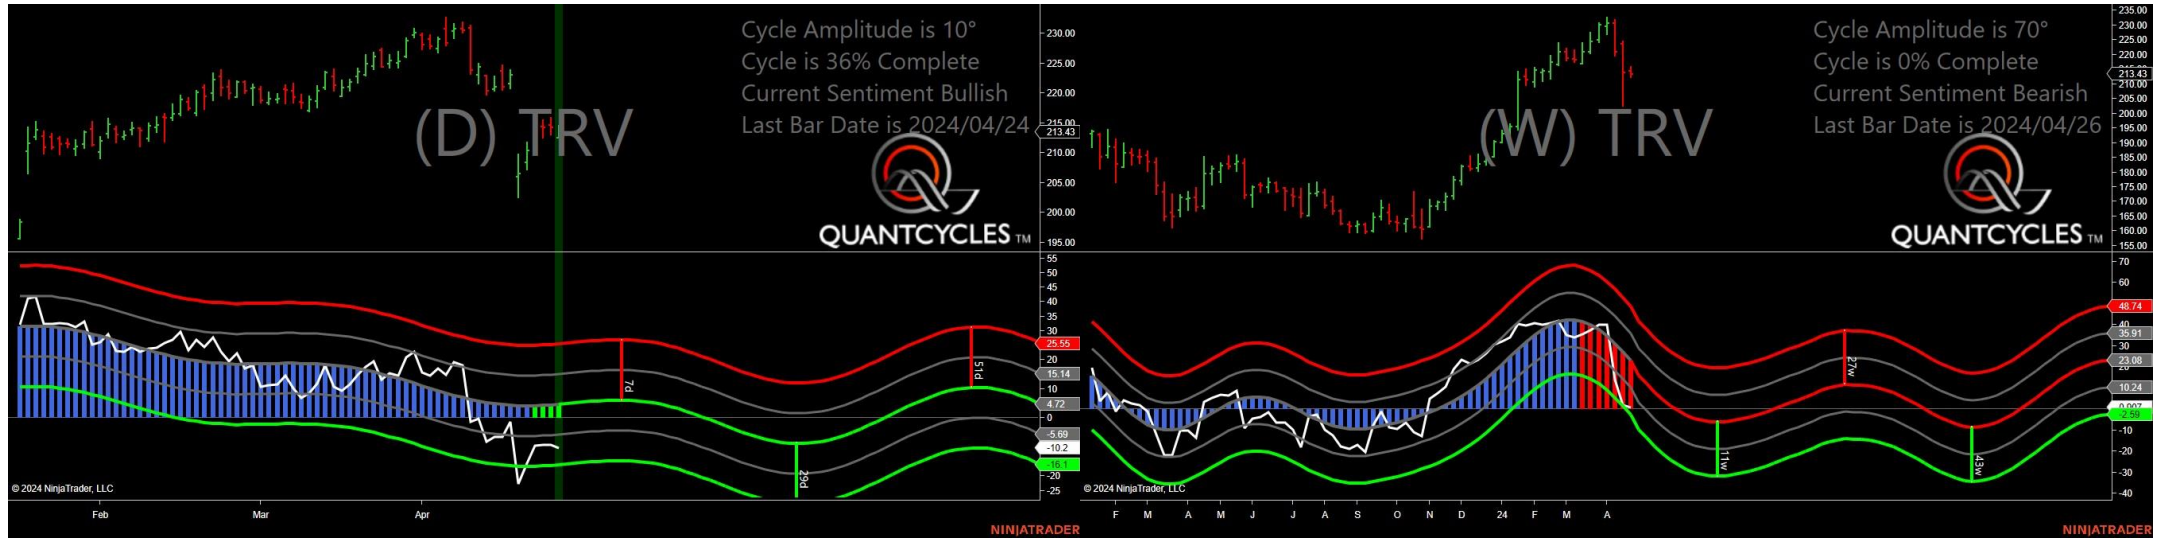 Cycle Amplitude is 10°
Cycle is 36% Complete
Current Sentiment Bullish
Last Bar Date is 2024/04/24
(D) TRV
QUANTCYCLES TM
230.00
225.00
220.00
215.00
213.43
210.00
205.00
200.00
195.00
55
50
45
40
35
30
25.55
20
15.14
10
4.72
0
-5.69
-10.2
-16.1
-20
-25
7d
29d
51d
© 2024 NinjaTrader, LLC
Feb Mar Apr
NINJATRADER
Cycle Amplitude is 70°
Cycle is 0% Complete
Current Sentiment Bearish
Last Bar Date is 2024/04/26
(W) TRV
QUANTCYCLES TM
235.00
230.00
225.00
220.00
213.43
210.00
205.00
200.00
195.00
190.00
185.00
180.00
175.00
170.00
165.00
160.00
155.00
70
60
48.74
40
35.91
30
23.08
20
10.24
-2.59
-10
-20
-30
-40
11w
27w
43w
© 2024 NinjaTrader, LLC
F M A M J J A S O N D 24 F M A
NINJATRADER